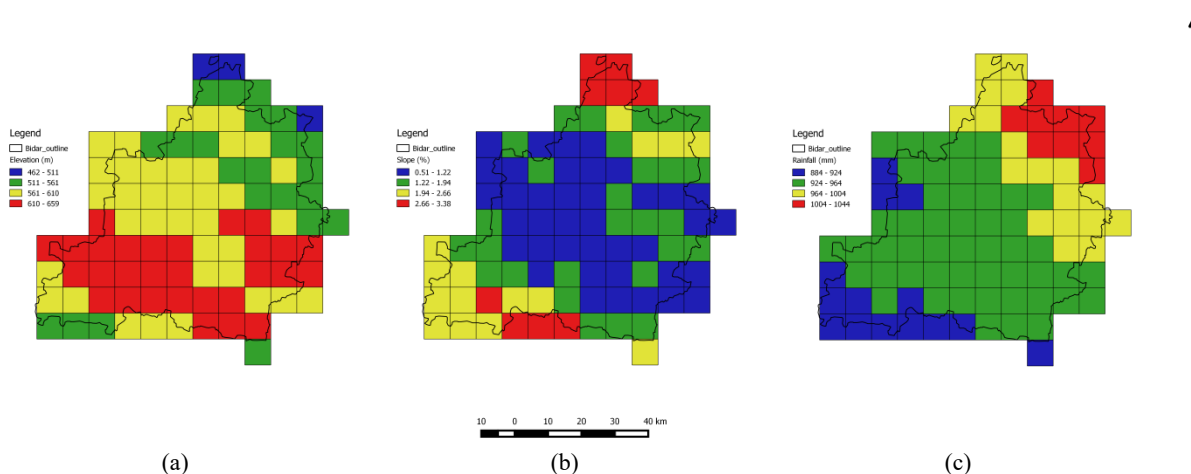 Legend
Bidar_outline
Elevation (m)
462 - 511
511 - 561
561 - 610
610 - 659
Legend
Bidar_outline
Slope (%)
0.51 - 1.22
1.22 - 1.94
1.94 - 2.66
2.66 - 3.38
Legend
Bidar_outline
Rainfall (mm)
884 - 924
924 - 964
964 - 1004
1004 - 1044
10 0 10 20 30 40 km
(a) (b) (c)